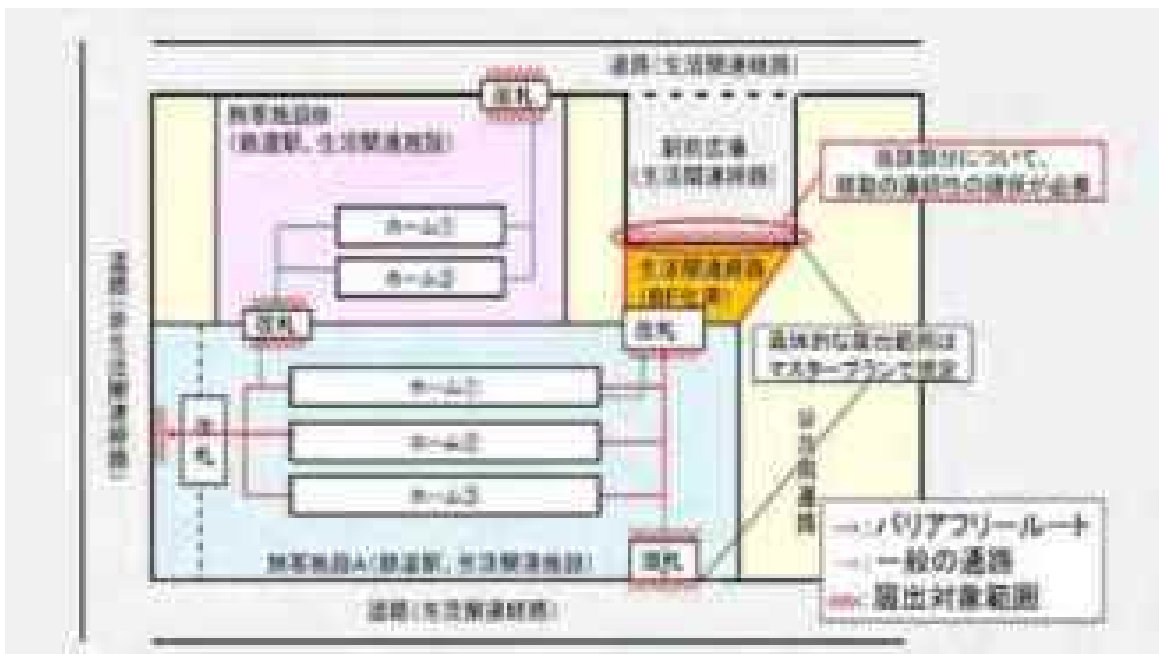 道路(生活関連経路)
改札
旅客施設B
(鉄道駅、生活関連施設)
駅前広場
(生活関連経路)
当該部分について、
移動の連続性の確保が必要
ホーム①
ホーム②
生活関連経路
改札
改札
具体的な届出範囲は
マスタープランで設定
ホーム①
改札
ホーム②
ホーム③
旅客施設A(鉄道駅、生活関連施設)
改札
道路(生活関連経路)
バリアフリールート
一般の通路
届出対象範囲